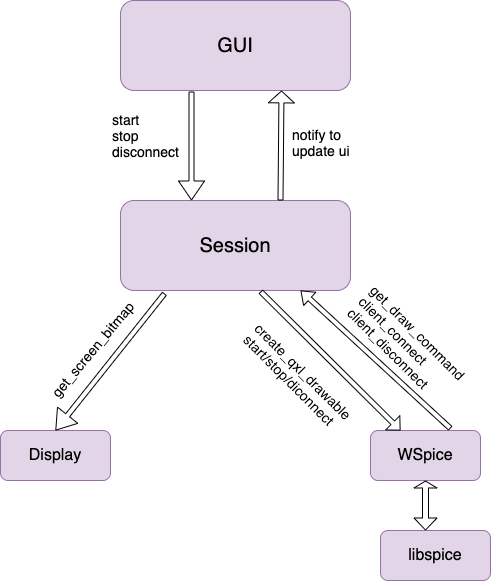 GUI
start
stop
disconnect
notify to
update ui
Session
get_screen_bitmap
create_qxl_drawable
start/stop/diconnect
get_draw_command
client_connect
client_disconnect
Display
WSpice
libspice